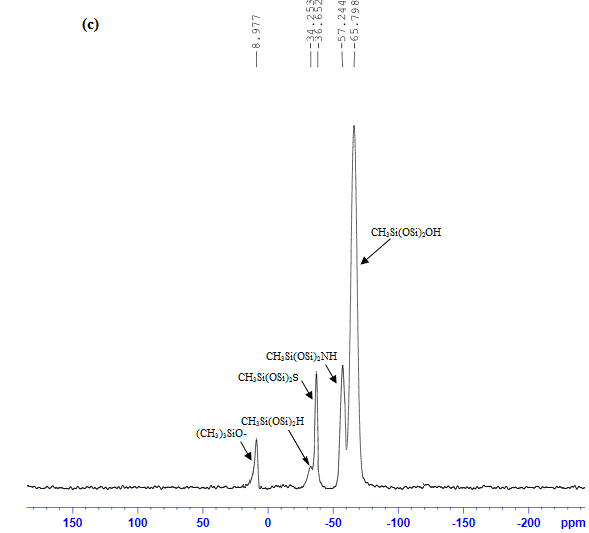 (c)
8.977
-34.253
-36.652
-57.244
-65.798
CH₃Si(OSi)₂OH
CH₃Si(OSi)₂NH
CH₃Si(OSi)₂S
CH₃Si(OSi)₂H
(CH₃)₃SiO-
150 100 50 0 -50 -100 -150 -200 ppm